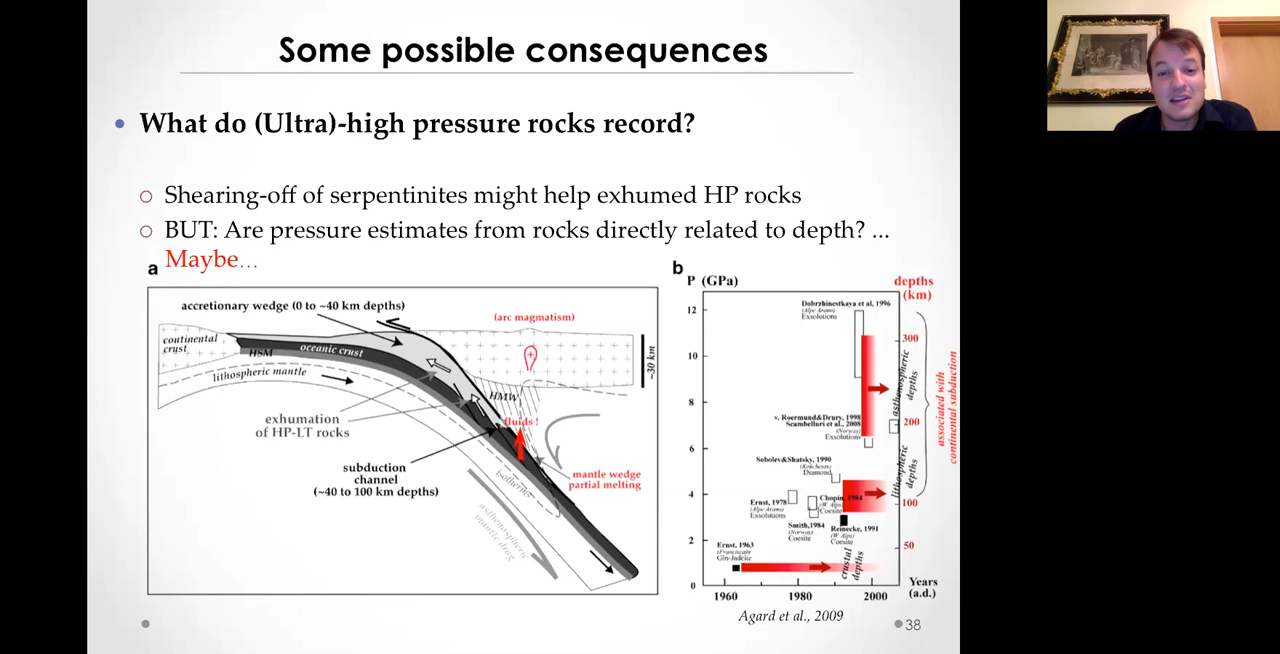 Some possible consequences
What do (Ultra)-high pressure rocks record?
Shearing-off of serpentinites might help exhumed HP rocks
BUT: Are pressure estimates from rocks directly related to depth? ...
Maybe...
a
accretionary wedge (0 to ~40 km depths)
(arc magmatism)
continental
crust
HSM
oceanic crust
lithospheric mantle
~30 km
HMW
exhumation
of HP-LT rocks
fluids !
subduction
channel
(~40 to 100 km depths)
isotherms
mantle wedge
partial melting
asthenospheric
mantle drag
b
P (GPa)
depths
(km)
12
10
8
6
4
2
0
Dobrzhinestkaya et al, 1996
(Alpe Arami)
Exsolutions
v. Roermund&Drury, 1998
Scambelluri et al., 2008
(Norway)
Exsolutions
Sobolev&Shatsky, 1990
(Kokchetav)
Diamond
Ernst, 1978
(Alpe Arami)
Exsolutions
Chopin, 1984
(W Alps)
Coesite
Smith,1984
(Norway)
Coesite
Reinecke, 1991
(W Alps)
Coesite
Ernst, 1963
(Franciscan)
Gln-Jadeite
300
200
100
50
asthenospheric
depths
lithospheric
depths
crustal
depths
associated with
continental subduction
1960
1980
2000
Years
(a.d.)
Agard et al., 2009
38